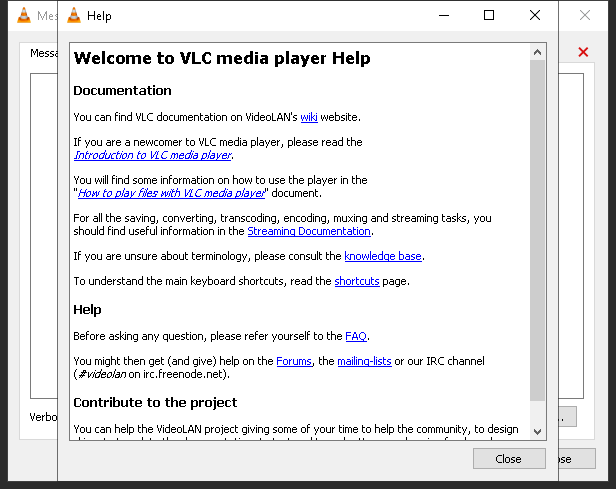 Mes
Help
Messa
Welcome to VLC media player Help
Documentation
You can find VLC documentation on VideoLAN's wiki website.
If you are a newcomer to VLC media player, please read the
Introduction to VLC media player.
You will find some information on how to use the player in the
"How to play files with VLC media player" document.
For all the saving, converting, transcoding, encoding, muxing and streaming tasks, you
should find useful information in the Streaming Documentation.
If you are unsure about terminology, please consult the knowledge base.
To understand the main keyboard shortcuts, read the shortcuts page.
Help
Before asking any question, please refer yourself to the FAQ.
You might then get (and give) help on the Forums, the mailing-lists or our IRC channel
(#videolan on irc.freenode.net).
Contribute to the project
You can help the VideoLAN project giving some of your time to help the community, to design
Verbo
Close
ose